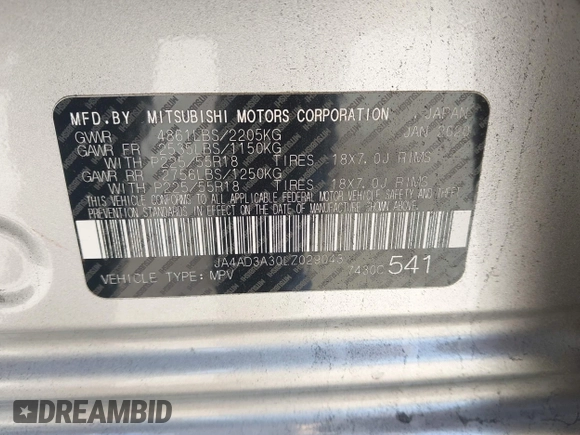 MFD.BY MITSUBISHI MOTORS CORPORATION , JAPAN
GVWR 4861LBS/2205KG JAN 2020
GAWR FR 2535LBS/1150KG
WITH P225/55R18 TIRES 18X7.0J RIMS
GAWR RR 2756LBS/1250KG
WITH P225/55R18 TIRES 18X7.0J RIMS
THIS VEHICLE CONFORMS TO ALL APPLICABLE FEDERAL MOTOR VEHICLE SAFETY AND THEFT
PREVENTION STANDARDS IN EFFECT ON THE DATE OF MANUFACTURE SHOWN ABOVE.
JA4AD3A30LZ029043
VEHICLE TYPE: MPV 7430C 541
DREAMBID